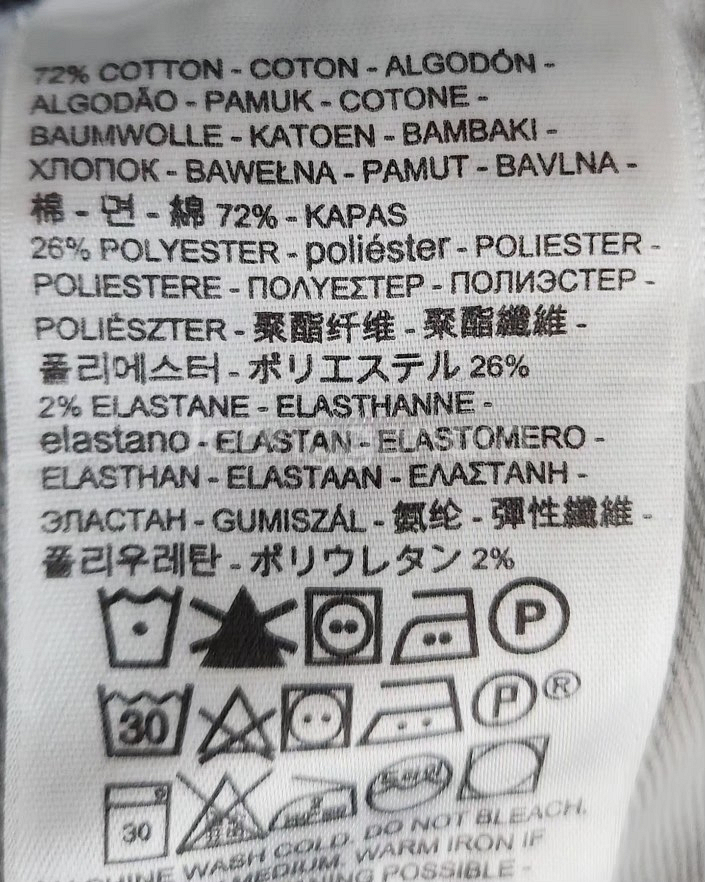 72% COTTON - COTON - ALGODÓN -
ALGODÃO - PAMUK - COTONE -
BAUMWOLLE - KATOEN - BAMBAKI -
ХЛОПОК - BAWEŁNA - PAMUT - BAVLNA -
棉 - 면 - 綿 72% - KAPAS
26% POLYESTER - poliéster - POLIESTER -
POLIESTERE - ΠΟΛΥΕΣΤΕΡ - ПОЛИЭСТЕР -
POLIÉSZTER - 聚酯纤维 - 聚酯纖維 -
폴리에스터 - ポリエステル 26%
2% ELASTANE - ELASTHANNE -
elastano - ELASTAN - ELASTOMERO -
ELASTHAN - ELASTAAN - ΕΛΑΣΤΑΝΗ -
ЭЛАСТАН - GUMISZÁL - 氨纶 - 彈性纖維 -
폴리우레탄 - ポリウレタン 2%
P
30 P ®
30
MACHINE WASH COLD. DO NOT BLEACH.
MEDIUM. WARM IRON IF
POSSIBLE -